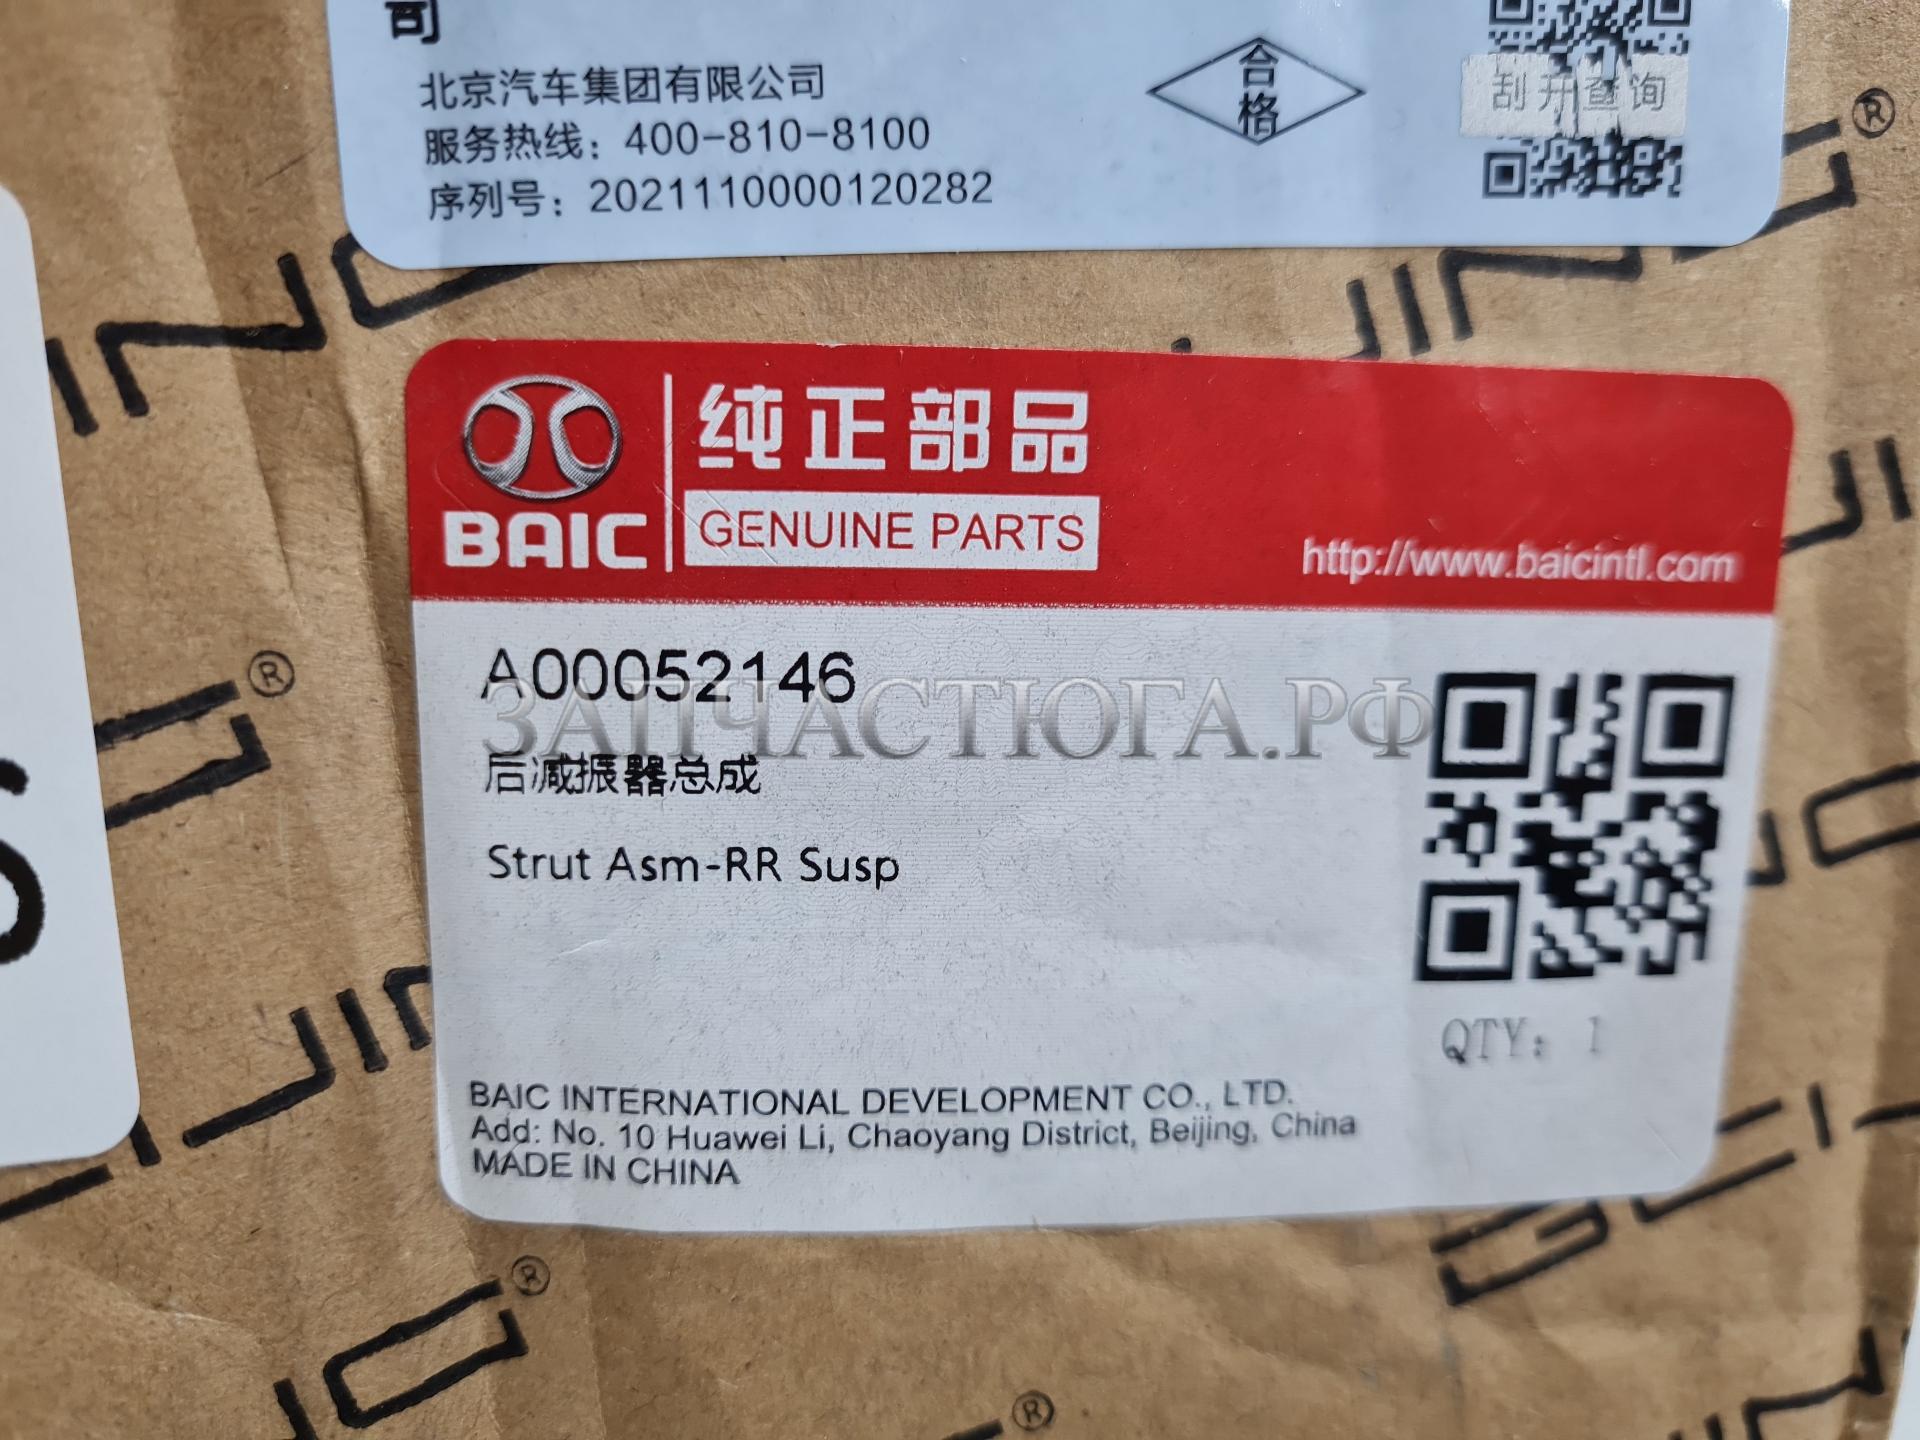 司
北京汽车集团有限公司
服务热线：400-810-8100
序列号：2021110000120282
合格
刮开查询
BAIC
纯正部品
GENUINE PARTS
http://www.baicintl.com
A00052146
ЗАПЧАСТЮГА.РФ
后减振器总成
Strut Asm-RR Susp
QTY: 1
BAIC INTERNATIONAL DEVELOPMENT CO., LTD.
Add: No. 10 Huawei Li, Chaoyang District, Beijing, China
MADE IN CHINA